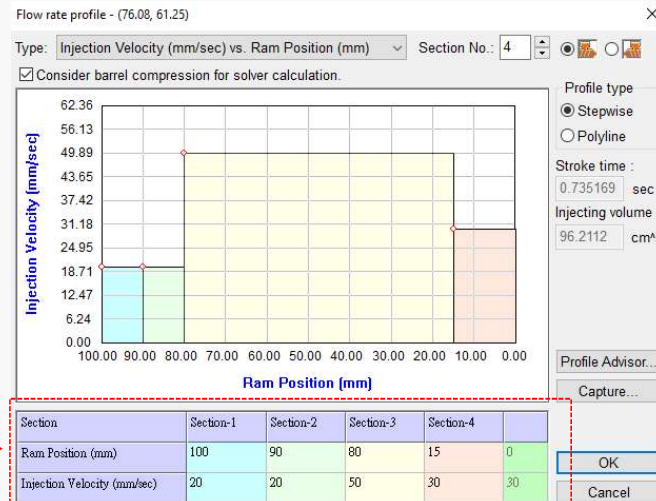 Flow rate profile - (76.08, 61.25)
Type: Injection Velocity (mm/sec) vs. Ram Position (mm) Section No.: 4
Consider barrel compression for solver calculation.
Profile type
Stepwise
Polyline
Stroke time :
0.735169 sec
Injecting volume
96.2112 cm^
Injection Velocity (mm/sec)
62.36
56.13
49.89
43.65
37.42
31.18
24.95
18.71
12.47
6.24
0.00
100.00 90.00 80.00 70.00 60.00 50.00 40.00 30.00 20.00 10.00 0.00
Ram Position (mm)
Profile Advisor...
Capture...
Section Section-1 Section-2 Section-3 Section-4
Ram Position (mm) 100 90 80 15 0
Injection Velocity (mm/sec) 20 20 50 30 30
OK
Cancel